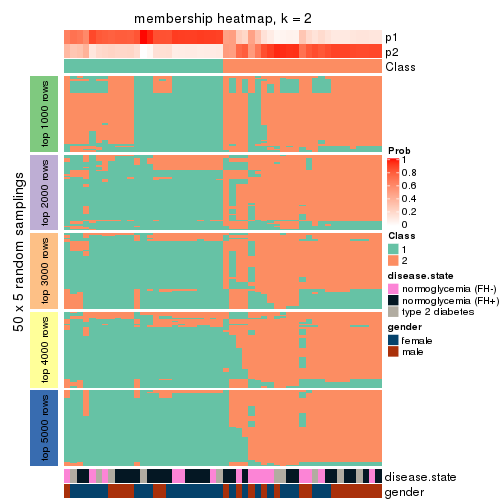 membership heatmap, k = 2
p1
p2
Class
50 x 5 random samplings
top 1000 rows
top 2000 rows
top 3000 rows
top 4000 rows
top 5000 rows
Prob
1
0.8
0.6
0.4
0.2
0
Class
1
2
disease.state
normoglycemia (FH-)
normoglycemia (FH+)
type 2 diabetes
gender
female
male
disease.state
gender